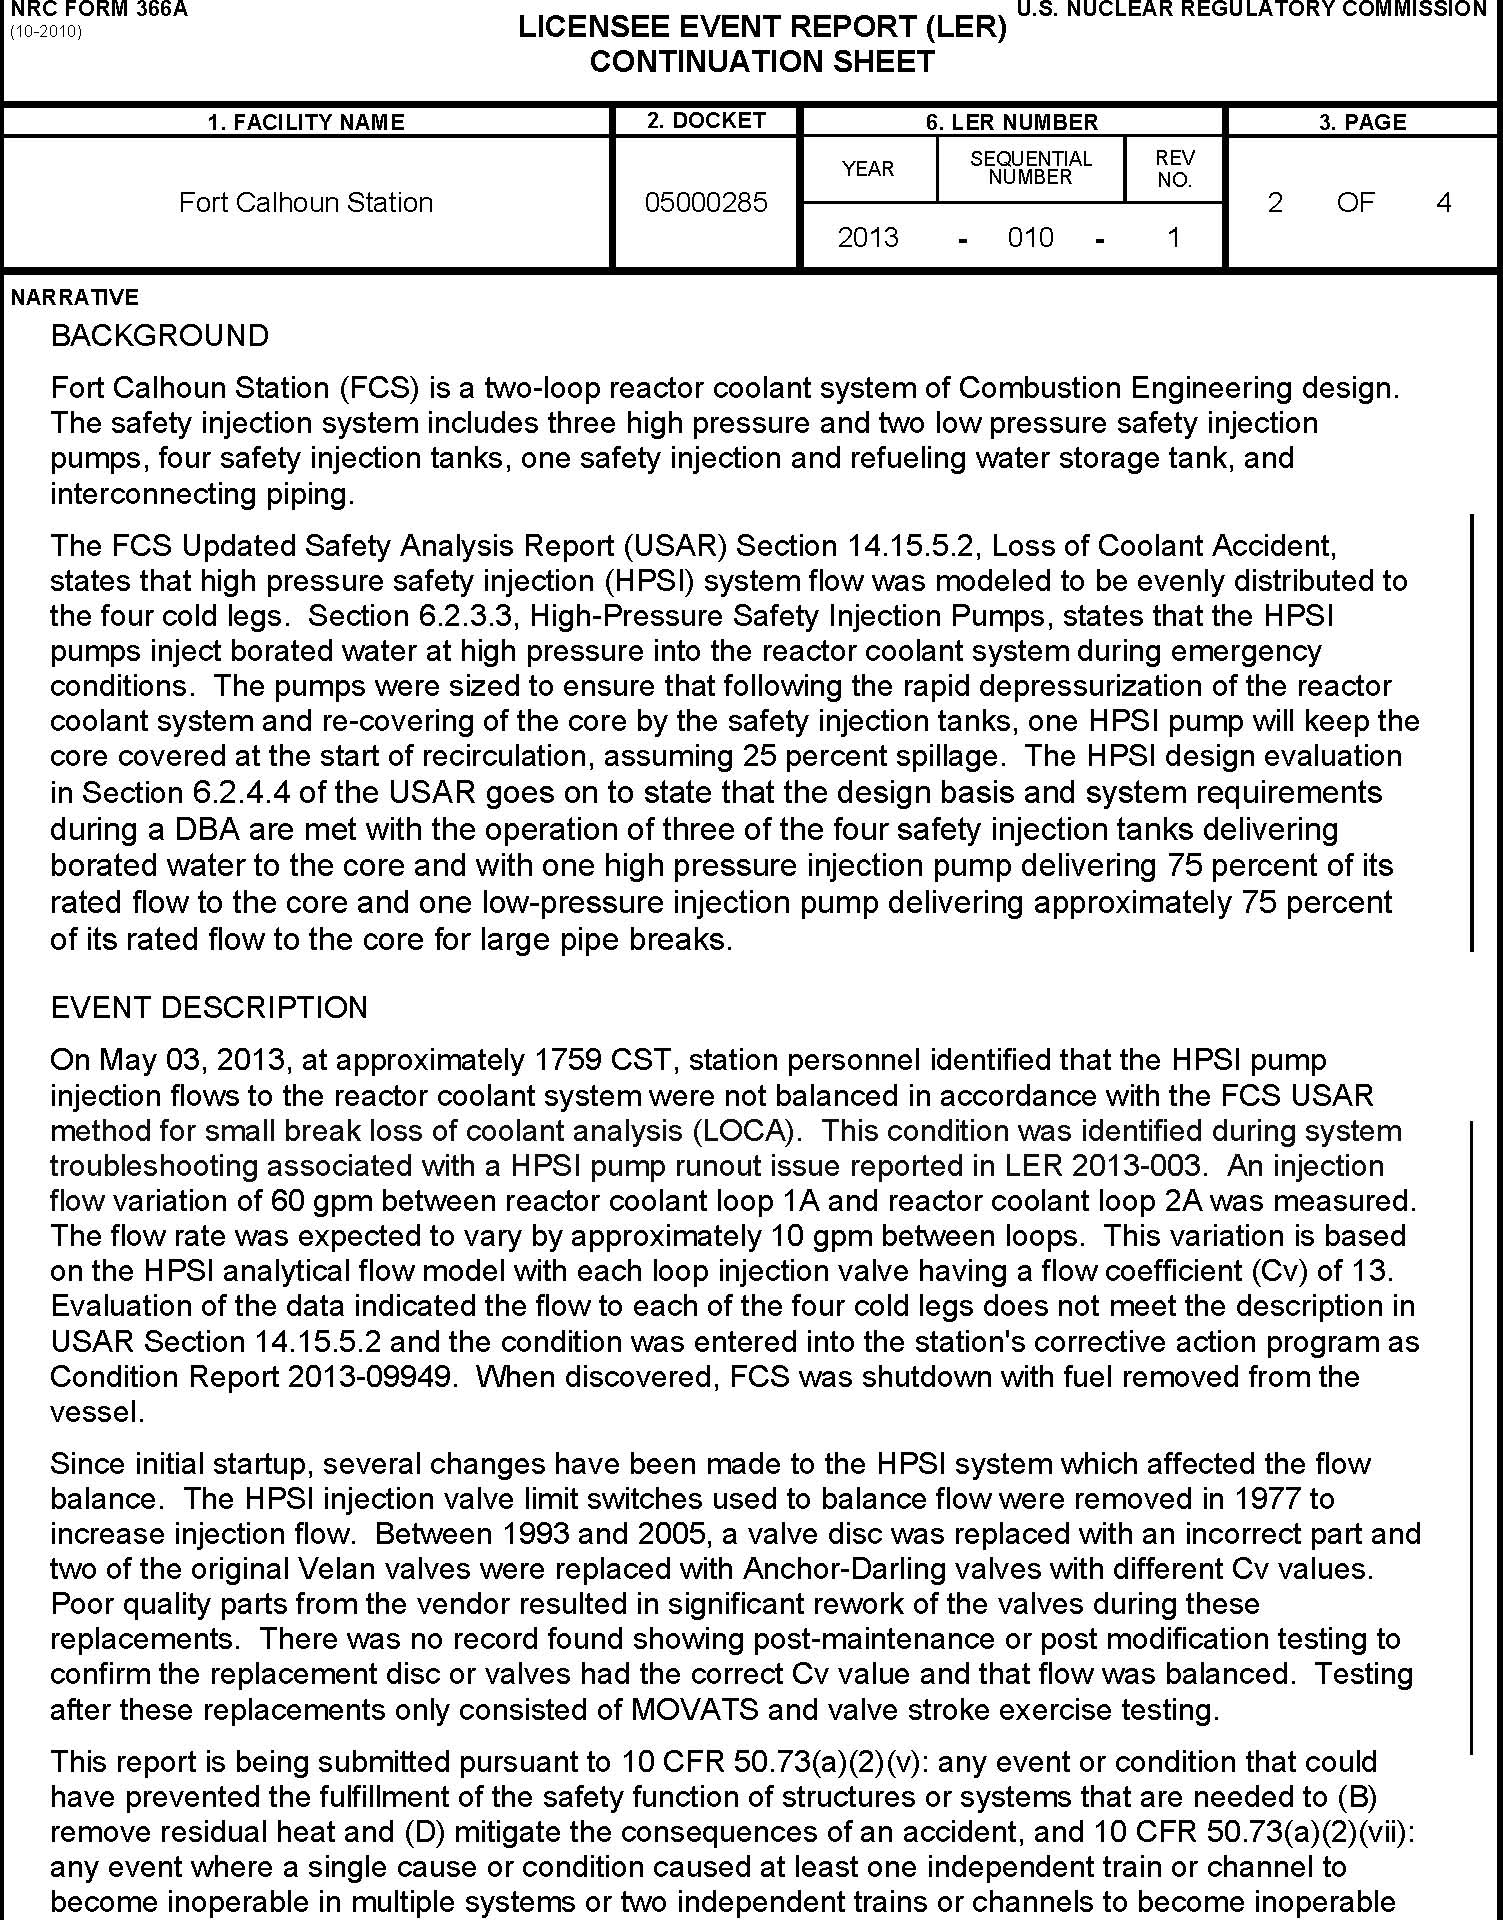 NRC FORM 366A
(10-2010)
U.S. NUCLEAR REGULATORY COMMISSION
LICENSEE EVENT REPORT (LER)
CONTINUATION SHEET
1. FACILITY NAME
2. DOCKET
6. LER NUMBER
3. PAGE
Fort Calhoun Station
05000285
YEAR
SEQUENTIAL
NUMBER
REV
NO.
2 OF 4
2013 - 010 - 1
NARRATIVE
BACKGROUND
Fort Calhoun Station (FCS) is a two-loop reactor coolant system of Combustion Engineering design.
The safety injection system includes three high pressure and two low pressure safety injection
pumps, four safety injection tanks, one safety injection and refueling water storage tank, and
interconnecting piping.
The FCS Updated Safety Analysis Report (USAR) Section 14.15.5.2, Loss of Coolant Accident,
states that high pressure safety injection (HPSI) system flow was modeled to be evenly distributed to
the four cold legs.  Section 6.2.3.3, High-Pressure Safety Injection Pumps, states that the HPSI
pumps inject borated water at high pressure into the reactor coolant system during emergency
conditions.  The pumps were sized to ensure that following the rapid depressurization of the reactor
coolant system and re-covering of the core by the safety injection tanks, one HPSI pump will keep the
core covered at the start of recirculation, assuming 25 percent spillage.  The HPSI design evaluation
in Section 6.2.4.4 of the USAR goes on to state that the design basis and system requirements
during a DBA are met with the operation of three of the four safety injection tanks delivering
borated water to the core and with one high pressure injection pump delivering 75 percent of its
rated flow to the core and one low-pressure injection pump delivering approximately 75 percent
of its rated flow to the core for large pipe breaks.
EVENT DESCRIPTION
On May 03, 2013, at approximately 1759 CST, station personnel identified that the HPSI pump
injection flows to the reactor coolant system were not balanced in accordance with the FCS USAR
method for small break loss of coolant analysis (LOCA).  This condition was identified during system
troubleshooting associated with a HPSI pump runout issue reported in LER 2013-003.  An injection
flow variation of 60 gpm between reactor coolant loop 1A and reactor coolant loop 2A was measured.
The flow rate was expected to vary by approximately 10 gpm between loops.  This variation is based
on the HPSI analytical flow model with each loop injection valve having a flow coefficient (Cv) of 13.
Evaluation of the data indicated the flow to each of the four cold legs does not meet the description in
USAR Section 14.15.5.2 and the condition was entered into the station's corrective action program as
Condition Report 2013-09949.  When discovered, FCS was shutdown with fuel removed from the
vessel.
Since initial startup, several changes have been made to the HPSI system which affected the flow
balance.  The HPSI injection valve limit switches used to balance flow were removed in 1977 to
increase injection flow.  Between 1993 and 2005, a valve disc was replaced with an incorrect part and
two of the original Velan valves were replaced with Anchor-Darling valves with different Cv values.
Poor quality parts from the vendor resulted in significant rework of the valves during these
replacements.  There was no record found showing post-maintenance or post modification testing to
confirm the replacement disc or valves had the correct Cv value and that flow was balanced.  Testing
after these replacements only consisted of MOVATS and valve stroke exercise testing.
This report is being submitted pursuant to 10 CFR 50.73(a)(2)(v): any event or condition that could
have prevented the fulfillment of the safety function of structures or systems that are needed to (B)
remove residual heat and (D) mitigate the consequences of an accident, and 10 CFR 50.73(a)(2)(vii):
any event where a single cause or condition caused at least one independent train or channel to
become inoperable in multiple systems or two independent trains or channels to become inoperable